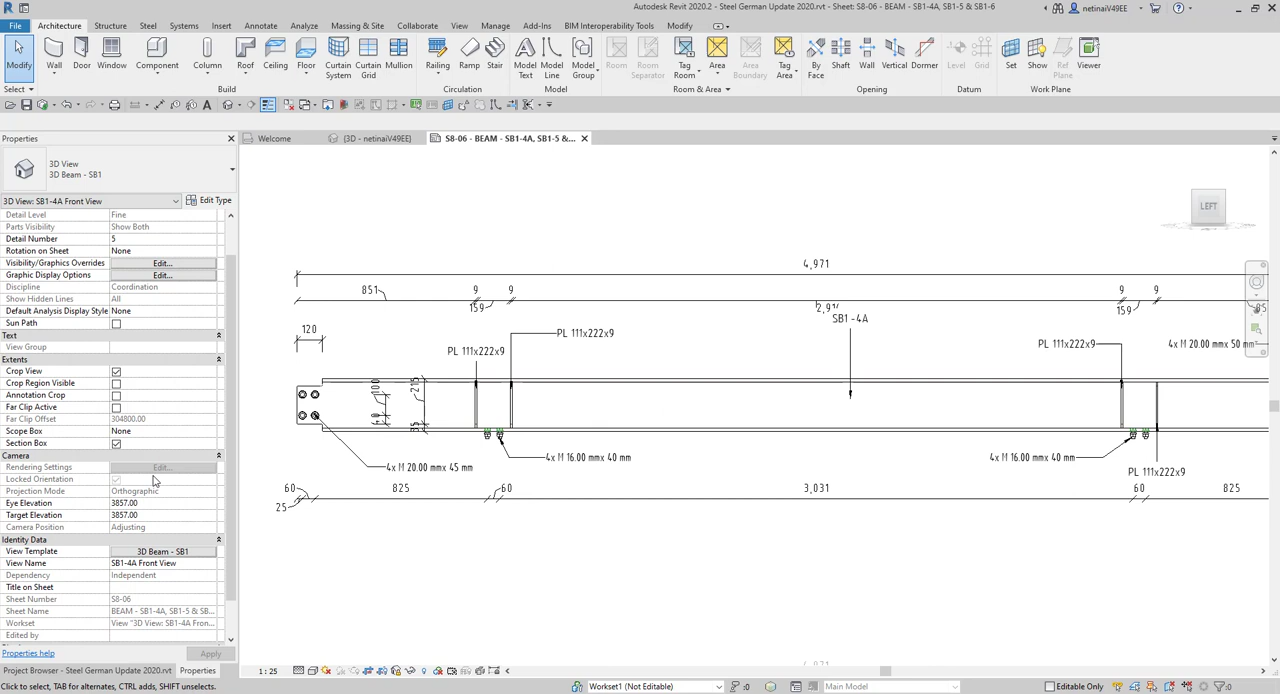 Autodesk Revit 2020.2 - Steel German Update 2020.rvt - Sheet: S8-06 - BEAM - SB1-4A, SB1-5 & SB1-6
netinaiV49EE
File Architecture Structure Steel Systems Insert Annotate Analyze Massing & Site Collaborate View Manage Add-Ins BIM Interoperability Tools Modify
Modify Wall Door Window Component Column Roof Ceiling Floor Curtain System Curtain Grid Mullion Railing Ramp Stair Model Text Model Line Model Group Room Room Separator Tag Room Area Area Boundary Tag Area By Face Shaft Wall Vertical Dormer Level Grid Set Show Ref Plane Viewer
Select Build Circulation Model Room & Area Opening Datum Work Plane
Properties
Welcome {3D - netinaiV49EE S8-06 - BEAM - SB1-4A, SB1-5 &...
3D View
3D Beam - SB1
3D View: SB1-4A Front View Edit Type
Detail Level Fine
Parts Visibility Show Both
Detail Number 5
Rotation on Sheet None
Visibility/Graphics Overrides Edit...
Graphic Display Options Edit...
Discipline Coordination
Show Hidden Lines All
Default Analysis Display Style None
Sun Path
Text
View Group
Extents
Crop View
Crop Region Visible
Annotation Crop
Far Clip Active
Far Clip Offset 304800.00
Scope Box None
Section Box
Camera
Rendering Settings Edit...
Locked Orientation
Projection Mode Orthographic
Eye Elevation 3857.00
Target Elevation 3857.00
Camera Position Adjusting
Identity Data
View Template 3D Beam - SB1
View Name SB1-4A Front View
Dependency Independent
Title on Sheet
Sheet Number S8-06
Sheet Name BEAM - SB1-4A, SB1-5 & SB...
Workset View "3D View: SB1-4A Fron...
Edited by
Properties help Apply
Project Browser - Steel German Update 2020.rvt Properties
LEFT
4,971
851 9 9 9 9
159 159
SB1-4A
120
PL 111x222x9
PL 111x222x9
PL 111x222x9
4x M 20.00 mmx 50 mm
100 215
35
4x M 20.00 mmx 45 mm
4x M 16.00 mmx 40 mm
4x M 16.00 mmx 40 mm
PL 111x222x9
60 825 60 3,031 60 825
25
1 : 25
Click to select, TAB for alternates, CTRL adds, SHIFT unselects.
Workset1 (Not Editable) :0 Main Model Editable Only :0